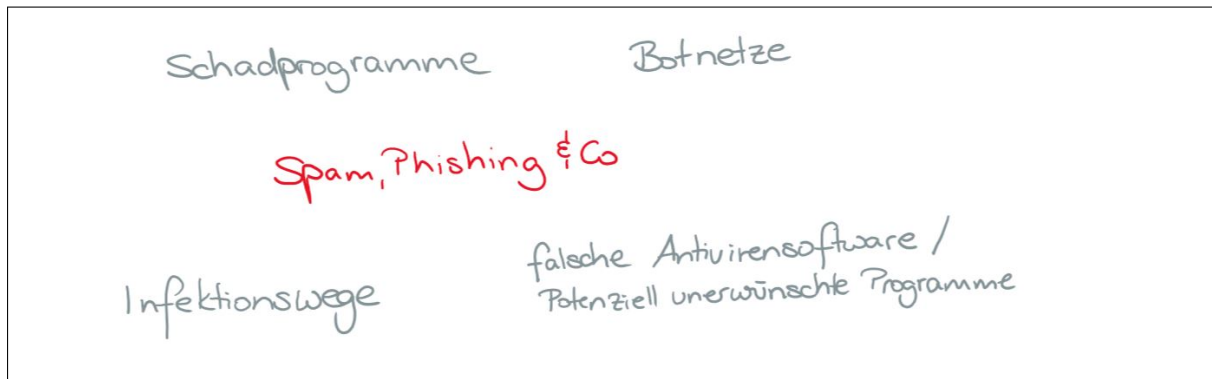 Schadprogramme
Botnetze
Spam, Phishing & Co
Infektionswege
falsche Antivirensoftware /
Potenziell unerwünschte Programme